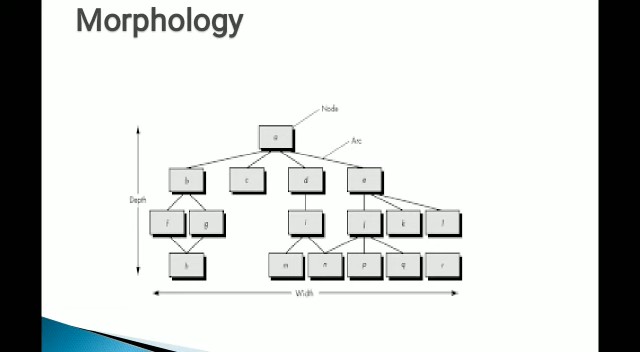 Morphology
Node
a
Arc
b c d e
Depth
f g i j k l
h m n p q r
Width